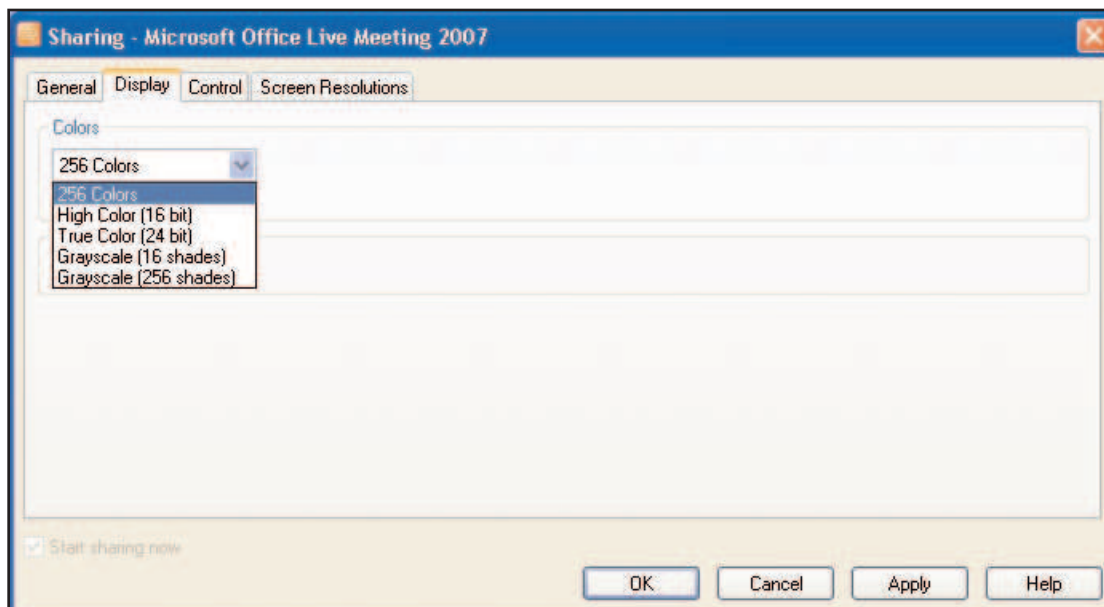 Sharing - Microsoft Office Live Meeting 2007
General Display Control Screen Resolutions
Colors
256 Colors
256 Colors
High Color (16 bit)
True Color (24 bit)
Grayscale (16 shades)
Grayscale (256 shades)
Start sharing now
OK Cancel Apply Help